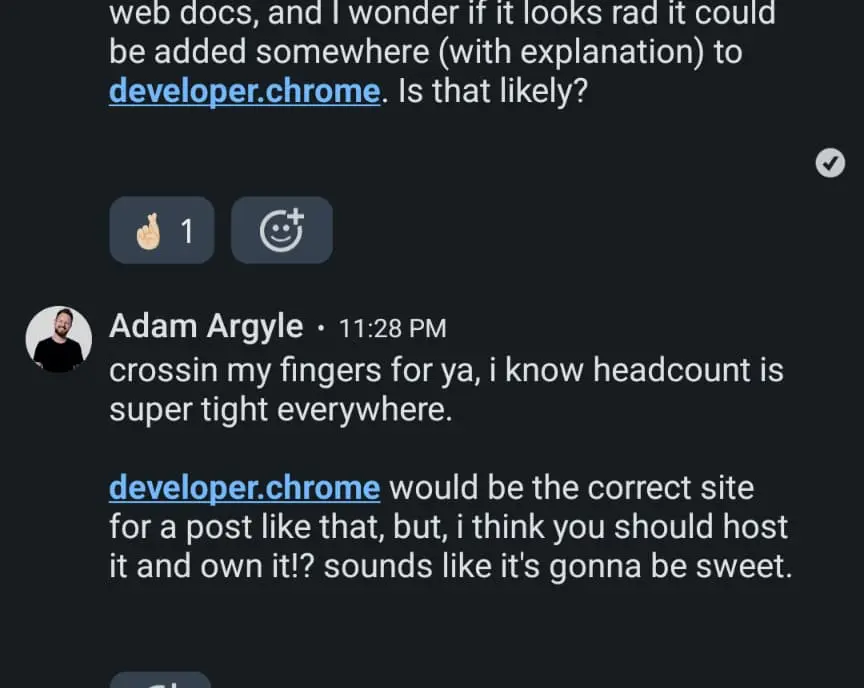 web docs, and I wonder if it looks rad it could
be added somewhere (with explanation) to
developer.chrome. Is that likely?
1
Adam Argyle • 11:28 PM
crossin my fingers for ya, i know headcount is
super tight everywhere.
developer.chrome would be the correct site
for a post like that, but, i think you should host
it and own it!? sounds like it's gonna be sweet.